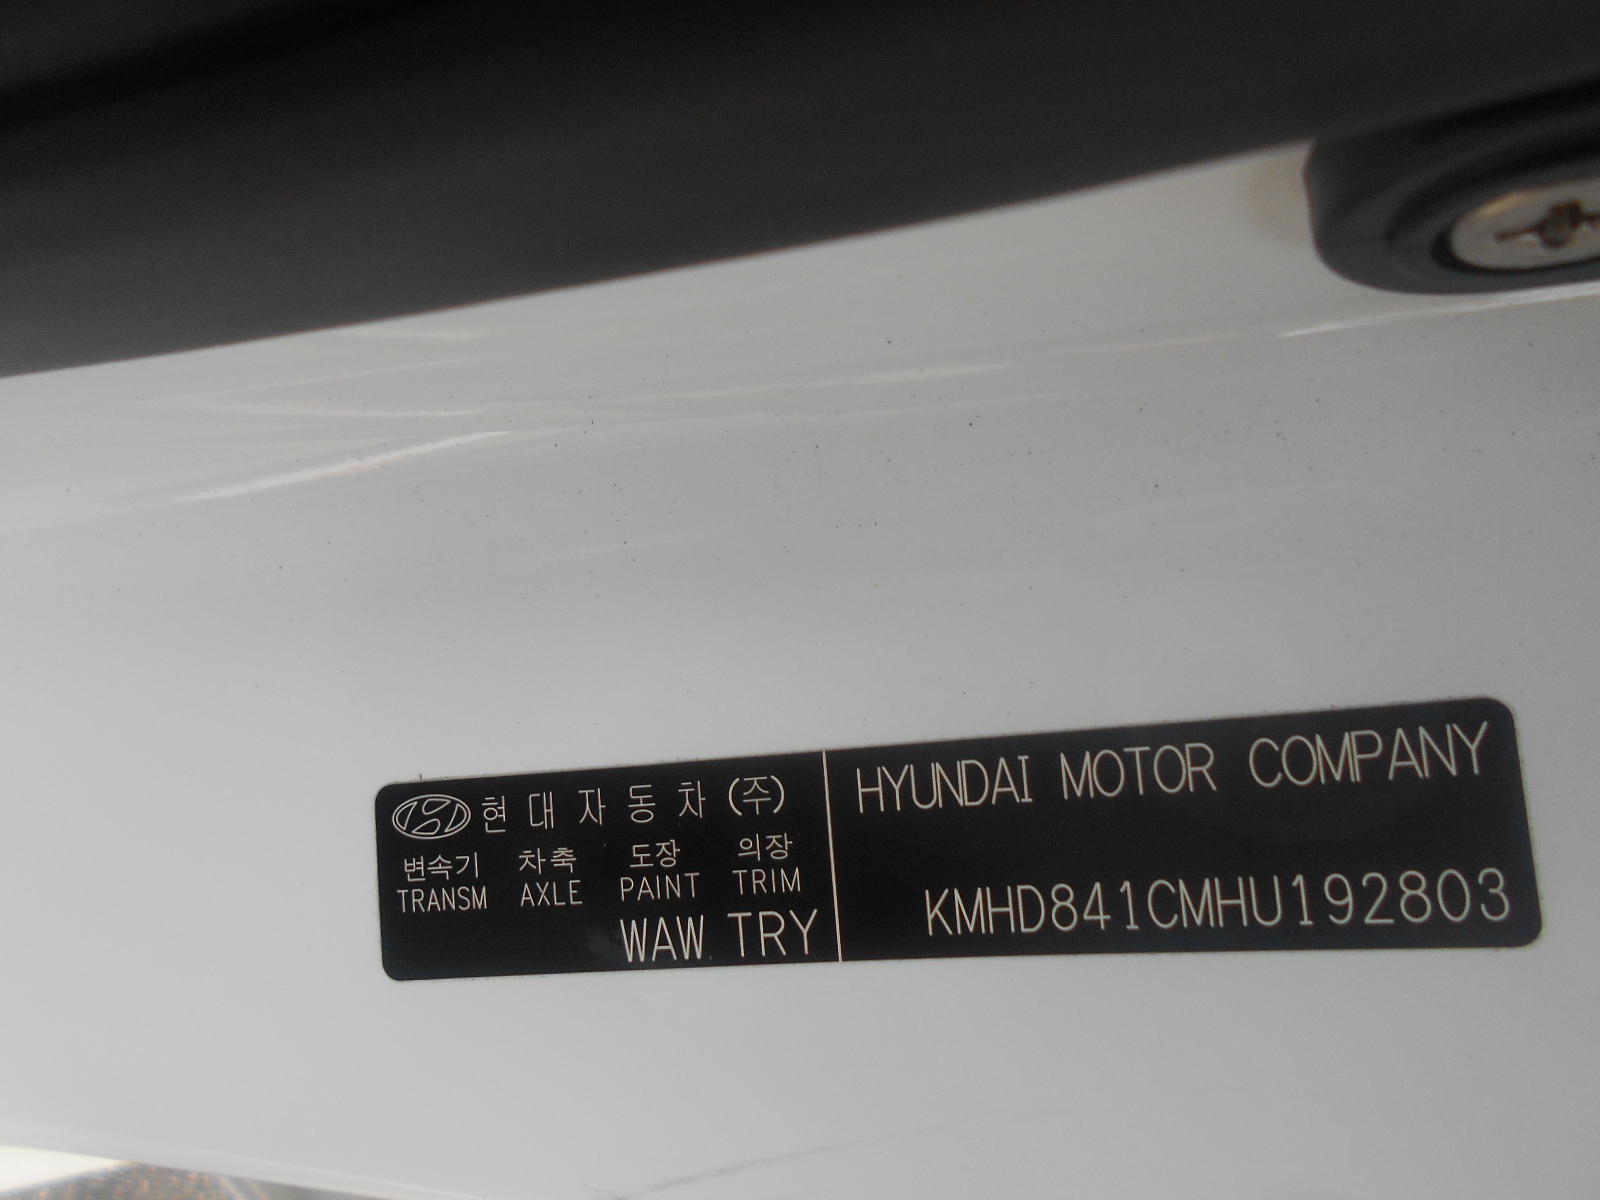 현대자동차(주)
변속기 차축 도장 의장
TRANSM AXLE PAINT TRIM
WAW TRY
HYUNDAI MOTOR COMPANY
KMHD841CMHU192803